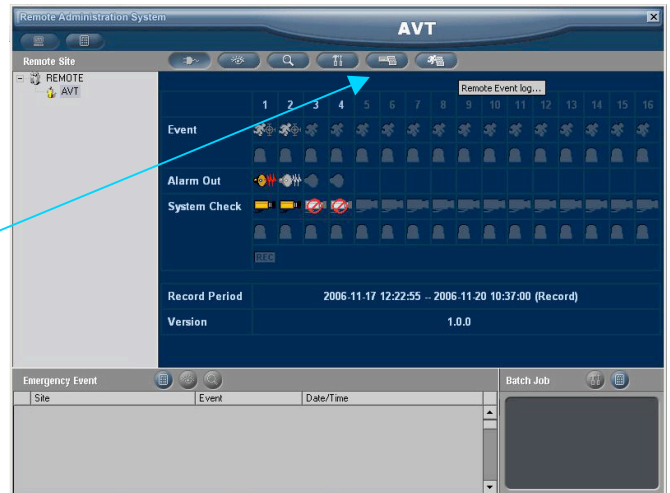 Remote Administration System
AVT
Remote Site
REMOTE
AVT
Remote Event log...
1 2 3 4 5 6 7 8 9 10 11 12 13 14 15 16
Event
Alarm Out
System Check
REC
Record Period 2006-11-17 12:22:55 -- 2006-11-20 10:37:00 (Record)
Version 1.0.0
Emergency Event
Batch Job
Site Event Date/Time